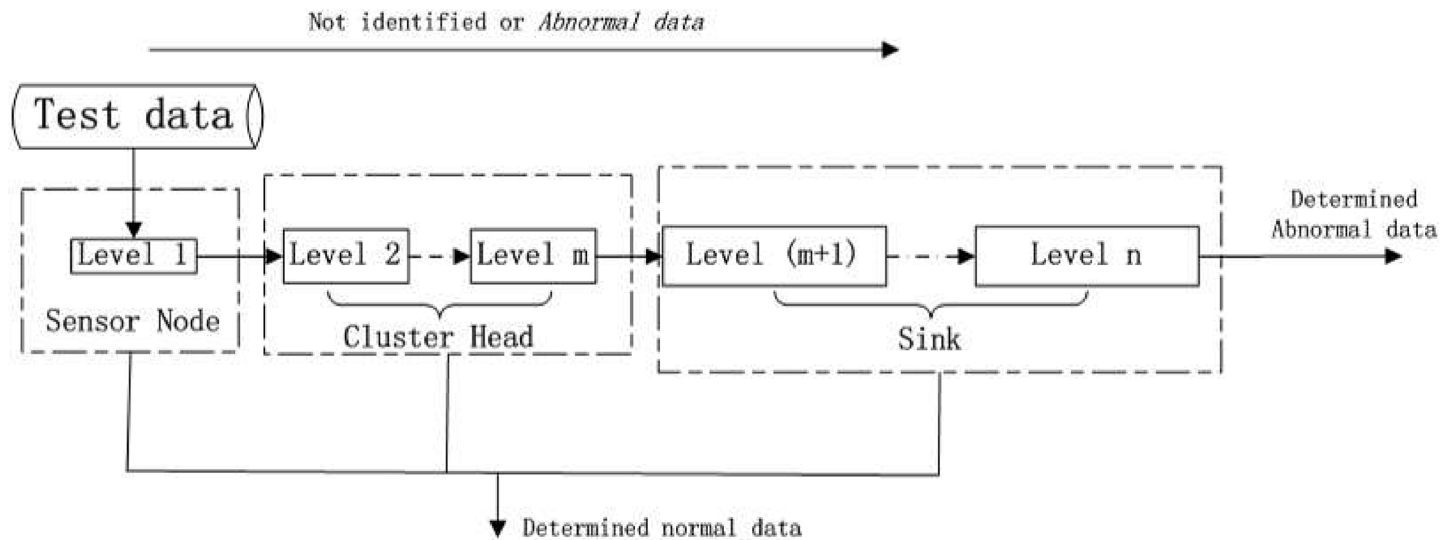 Not identified or Abnormal data
Test data
Level 1
Sensor Node
Level 2
Level m
Cluster Head
Level (m+1)
Level n
Sink
Determined
Abnormal data
Determined normal data